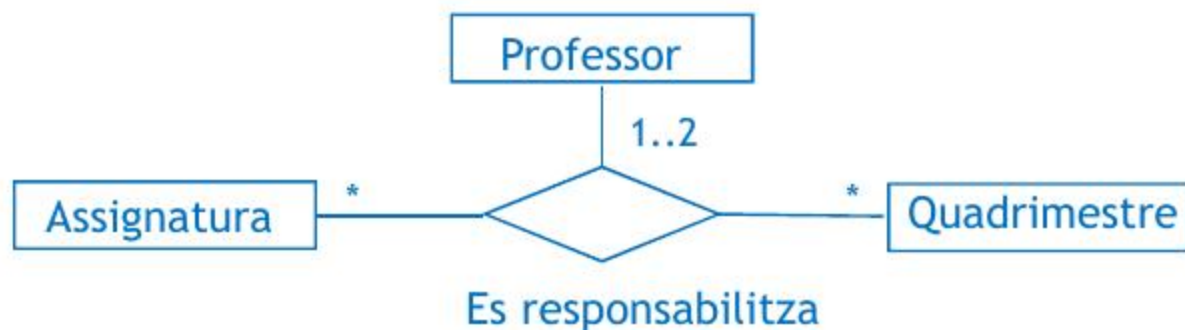 Professor
1..2
Assignatura * * Quadrimestre
Es responsabilitza